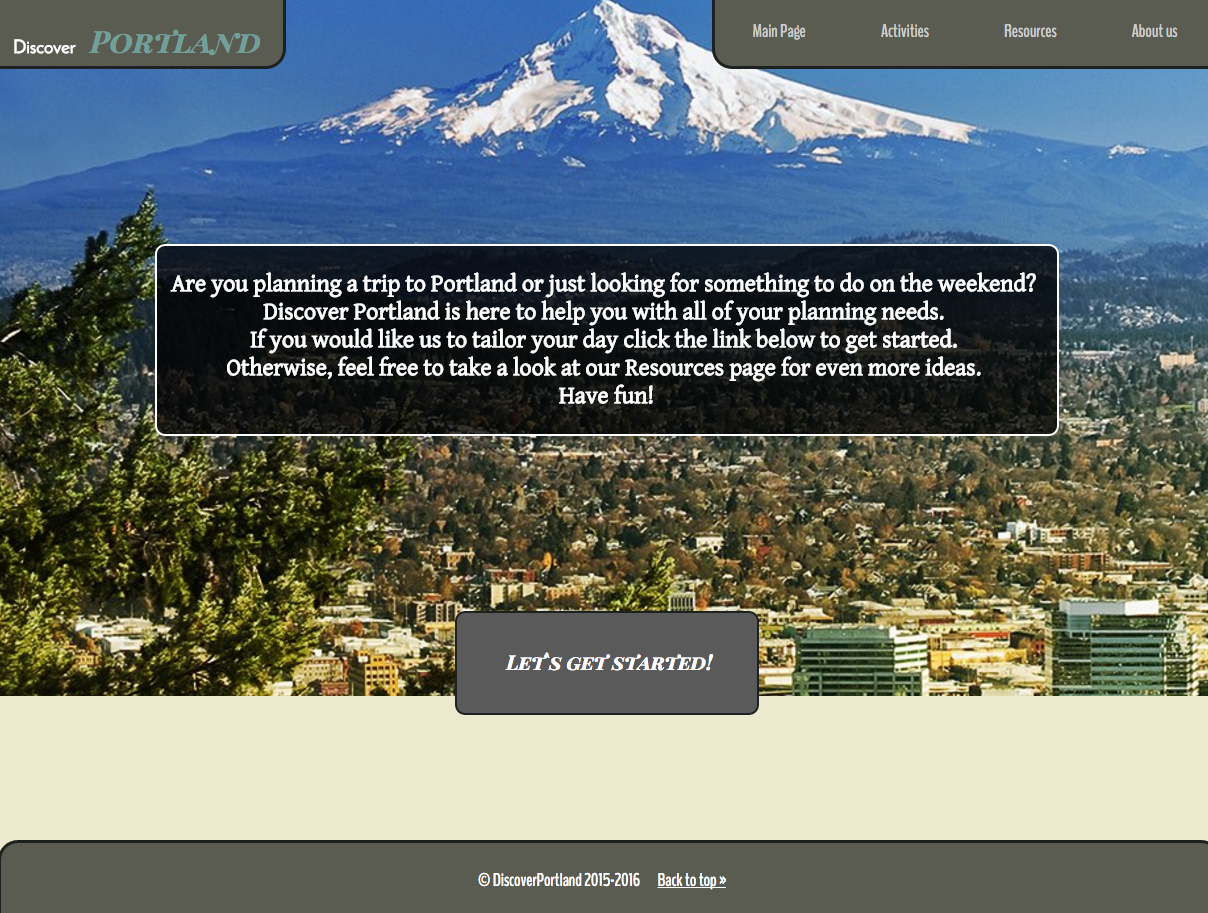 Discover PORTLAND
Main Page Activities Resources About us
Are you planning a trip to Portland or just looking for something to do on the weekend?
Discover Portland is here to help you with all of your planning needs.
If you would like us to tailor your day click the link below to get started.
Otherwise, feel free to take a look at our Resources page for even more ideas.
Have fun!
Let's get started!
© DiscoverPortland 2015-2016 Back to top »